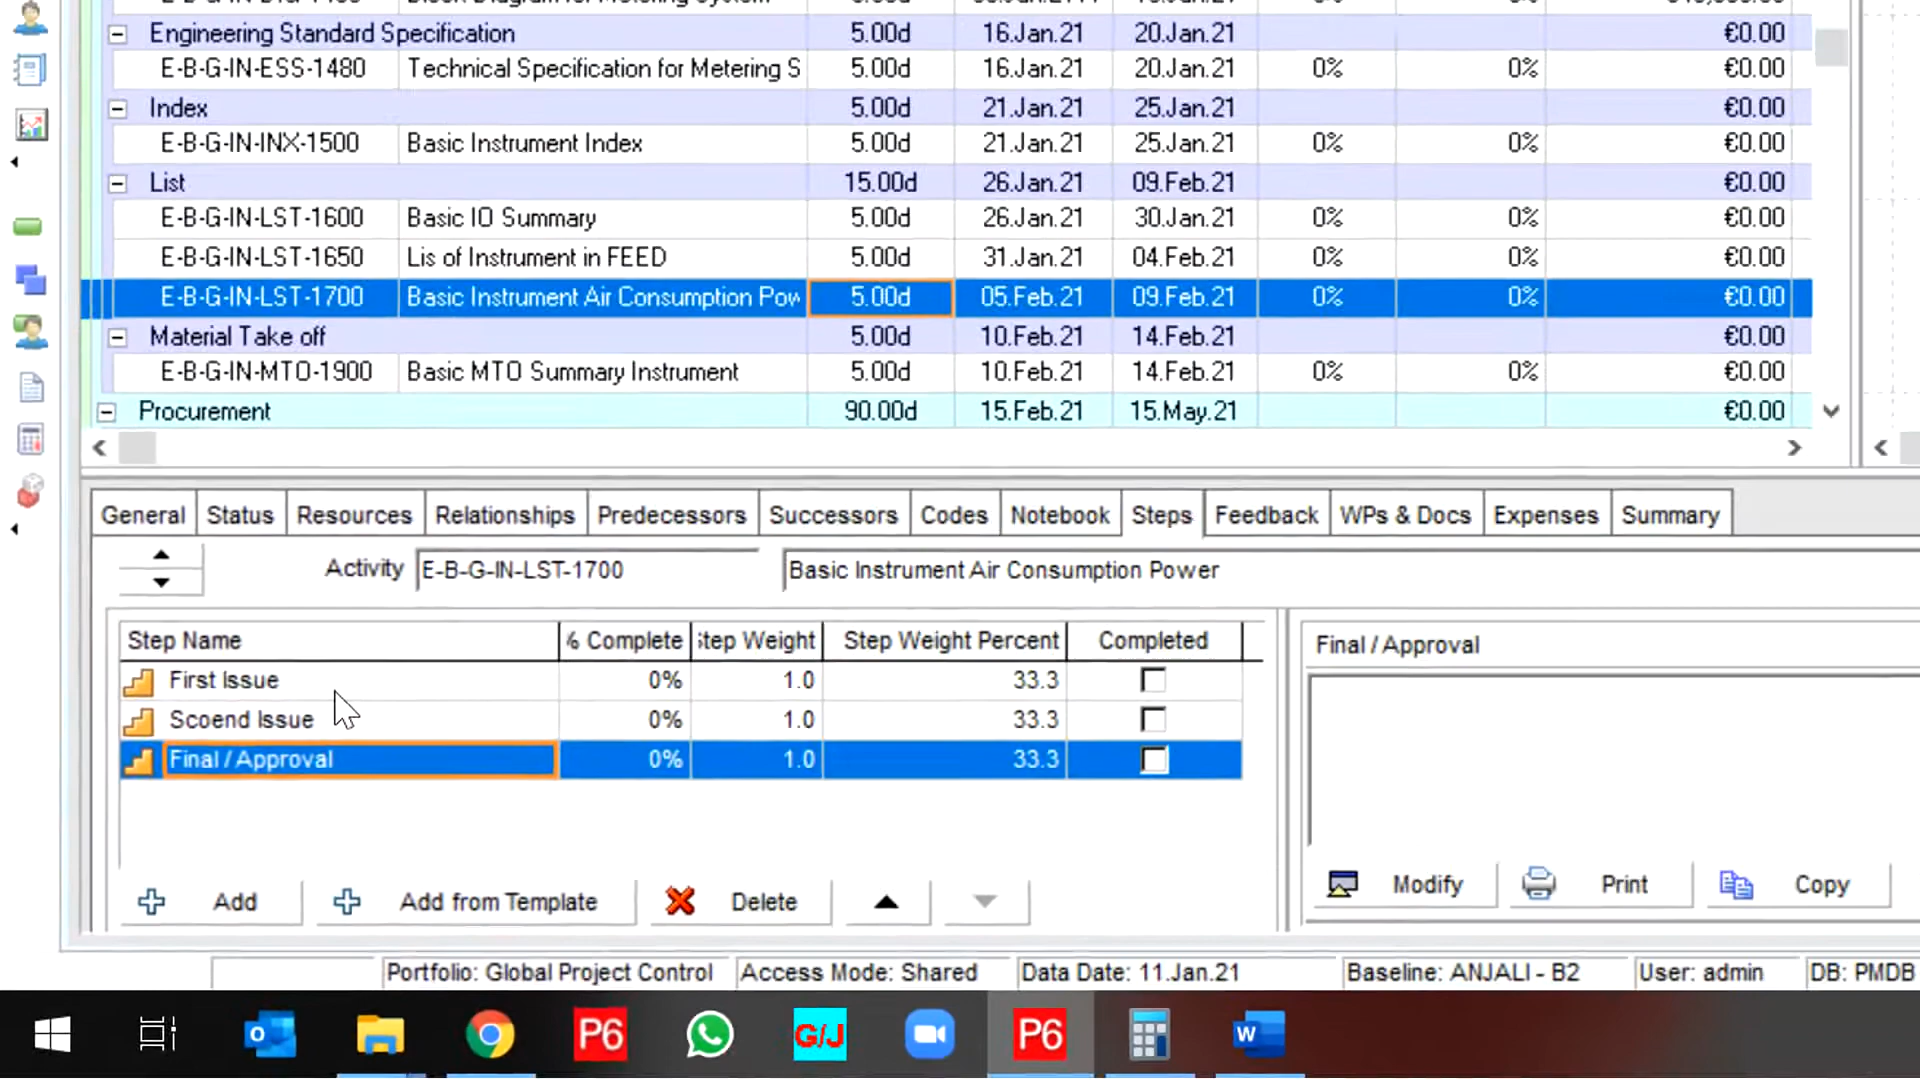 Engineering Standard Specification 5.00d 16.Jan.21 20.Jan.21 €0.00
E-B-G-IN-ESS-1480 Technical Specification for Metering S 5.00d 16.Jan.21 20.Jan.21 0% 0% €0.00
Index 5.00d 21.Jan.21 25.Jan.21 €0.00
E-B-G-IN-INX-1500 Basic Instrument Index 5.00d 21.Jan.21 25.Jan.21 0% 0% €0.00
List 15.00d 26.Jan.21 09.Feb.21 €0.00
E-B-G-IN-LST-1600 Basic IO Summary 5.00d 26.Jan.21 30.Jan.21 0% 0% €0.00
E-B-G-IN-LST-1650 Lis of Instrument in FEED 5.00d 31.Jan.21 04.Feb.21 0% 0% €0.00
E-B-G-IN-LST-1700 Basic Instrument Air Consumption Pow 5.00d 05.Feb.21 09.Feb.21 0% 0% €0.00
Material Take off 5.00d 10.Feb.21 14.Feb.21 €0.00
E-B-G-IN-MTO-1900 Basic MTO Summary Instrument 5.00d 10.Feb.21 14.Feb.21 0% 0% €0.00
Procurement 90.00d 15.Feb.21 15.May.21 €0.00
General Status Resources Relationships Predecessors Successors Codes Notebook Steps Feedback WPs & Docs Expenses Summary
Activity E-B-G-IN-LST-1700 Basic Instrument Air Consumption Power
Step Name % Complete Step Weight Step Weight Percent Completed Final / Approval
First Issue 0% 1.0 33.3
Scoend Issue 0% 1.0 33.3
Final / Approval 0% 1.0 33.3
Add Add from Template Delete Modify Print Copy
Portfolio: Global Project Control Access Mode: Shared Data Date: 11.Jan.21 Baseline: ANJALI - B2 User: admin DB: PMDB
P6 G/J P6 W